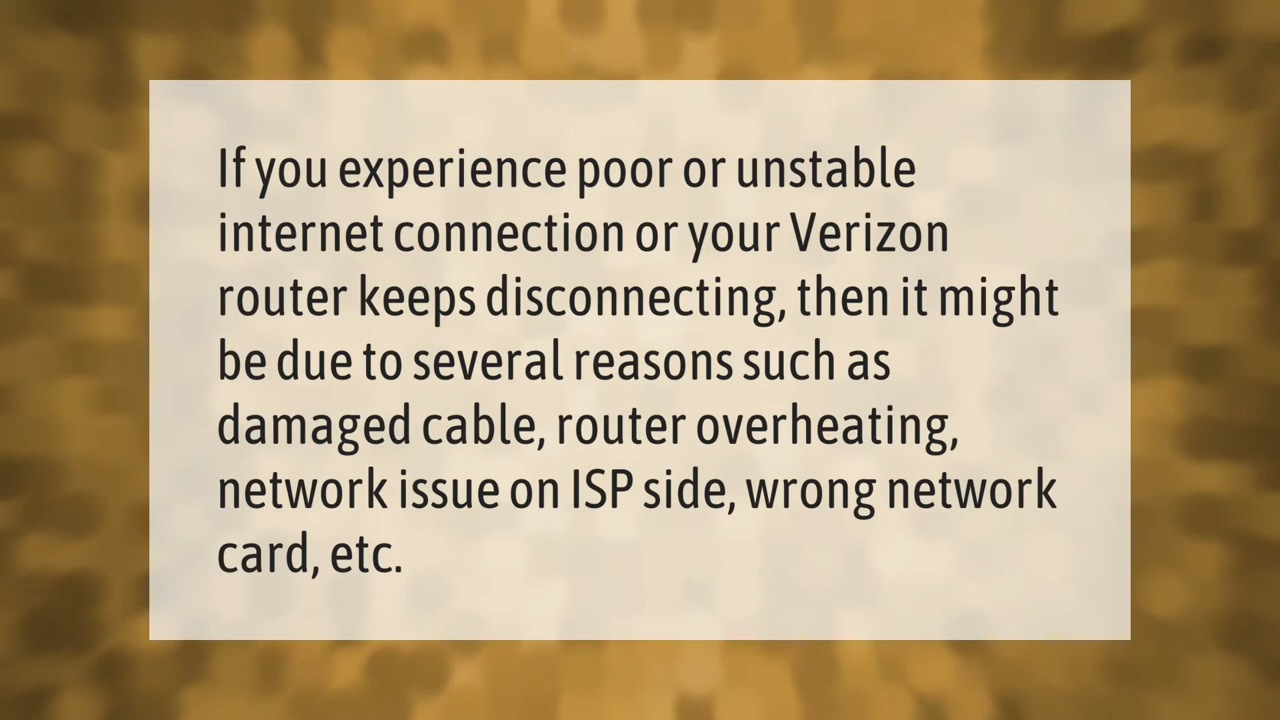 If you experience poor or unstable
internet connection or your Verizon
router keeps disconnecting, then it might
be due to several reasons such as
damaged cable, router overheating,
network issue on ISP side, wrong network
card, etc.